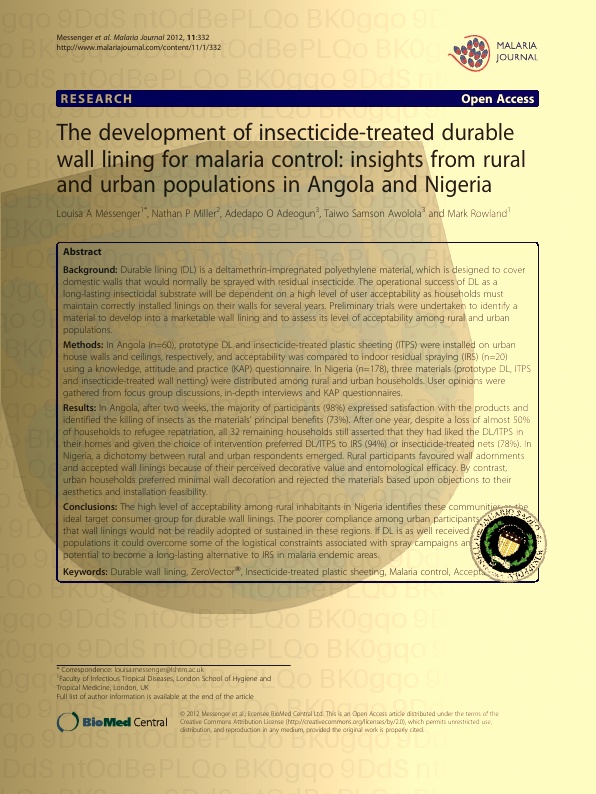 Messenger et al. Malaria Journal 2012, 11:332
http://www.malariajournal.com/content/11/1/332
MALARIA
JOURNAL
RESEARCH
Open Access
The development of insecticide-treated durable
wall lining for malaria control: insights from rural
and urban populations in Angola and Nigeria
Louisa A Messenger1*, Nathan P Miller2, Adedapo O Adeogun3, Taiwo Samson Awolola3 and Mark Rowland1
Abstract
Background: Durable lining (DL) is a deltamethrin-impregnated polyethylene material, which is designed to cover
domestic walls that would normally be sprayed with residual insecticide. The operational success of DL as a
long-lasting insecticidal substrate will be dependent on a high level of user acceptability as households must
maintain correctly installed linings on their walls for several years. Preliminary trials were undertaken to identify a
material to develop into a marketable wall lining and to assess its level of acceptability among rural and urban
populations.
Methods: In Angola (n=60), prototype DL and insecticide-treated plastic sheeting (ITPS) were installed on urban
house walls and ceilings, respectively, and acceptability was compared to indoor residual spraying (IRS) (n=20)
using a knowledge, attitude and practice (KAP) questionnaire. In Nigeria (n=178), three materials (prototype DL, ITPS
and insecticide-treated wall netting) were distributed among rural and urban households. User opinions were
gathered from focus group discussions, in-depth interviews and KAP questionnaires.
Results: In Angola, after two weeks, the majority of participants (98%) expressed satisfaction with the products and
identified the killing of insects as the materials' principal benefits (73%). After one year, despite a loss of almost 50%
of households to refugee repatriation, all 32 remaining households still asserted that they had liked the DL/ITPS in
their homes and given the choice of intervention preferred DL/ITPS to IRS (94%) or insecticide-treated nets (78%). In
Nigeria, a dichotomy between rural and urban respondents emerged. Rural participants favoured wall adornments
and accepted wall linings because of their perceived decorative value and entomological efficacy. By contrast,
urban households preferred minimal wall decoration and rejected the materials based upon objections to their
aesthetics and installation feasibility.
Conclusions: The high level of acceptability among rural inhabitants in Nigeria identifies these communities as the
ideal target consumer group for durable wall linings. The poorer compliance among urban participants
that wall linings would not be readily adopted or sustained in these regions. If DL is as well received
populations it could overcome some of the logistical constraints associated with spray campaigns an
potential to become a long-lasting alternative to IRS in malaria endemic areas.
Keywords: Durable wall lining, ZeroVector®, Insecticide-treated plastic sheeting, Malaria control, Accept
* Correspondence: louisa.messenger@lshtm.ac.uk
1Faculty of Infectious Tropical Diseases, London School of Hygiene and
Tropical Medicine, London, UK
Full list of author information is available at the end of the article
BioMed Central
© 2012 Messenger et al.; licensee BioMed Central Ltd. This is an Open Access article distributed under the terms of the
Creative Commons Attribution License (http://creativecommons.org/licenses/by/2.0), which permits unrestricted use,
distribution, and reproduction in any medium, provided the original work is properly cited.